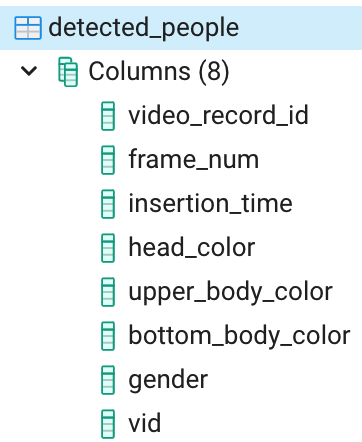 detected_people
Columns (8)
video_record_id
frame_num
insertion_time
head_color
upper_body_color
bottom_body_color
gender
vid